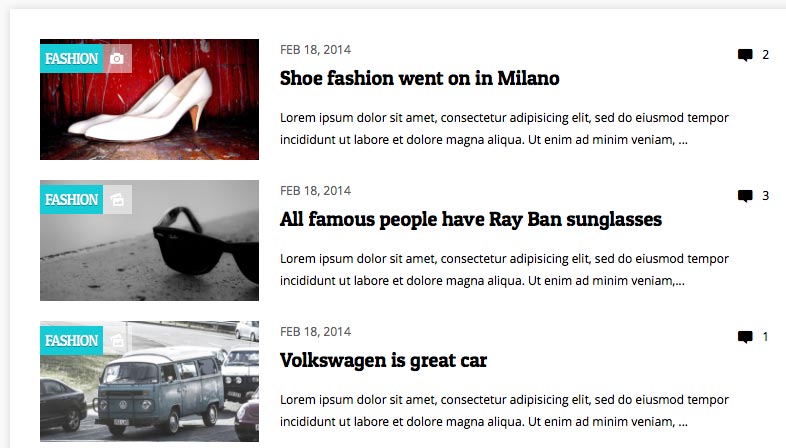 FASHION
FEB 18, 2014
2
Shoe fashion went on in Milano
Lorem ipsum dolor sit amet, consectetur adipisicing elit, sed do eiusmod tempor
incididunt ut labore et dolore magna aliqua. Ut enim ad minim veniam, ...
FASHION
FEB 18, 2014
3
All famous people have Ray Ban sunglasses
Lorem ipsum dolor sit amet, consectetur adipisicing elit, sed do eiusmod tempor
incididunt ut labore et dolore magna aliqua. Ut enim ad minim veniam,...
FASHION
FEB 18, 2014
1
Volkswagen is great car
Lorem ipsum dolor sit amet, consectetur adipisicing elit, sed do eiusmod tempor
incididunt ut labore et dolore magna aliqua. Ut enim ad minim veniam, ...